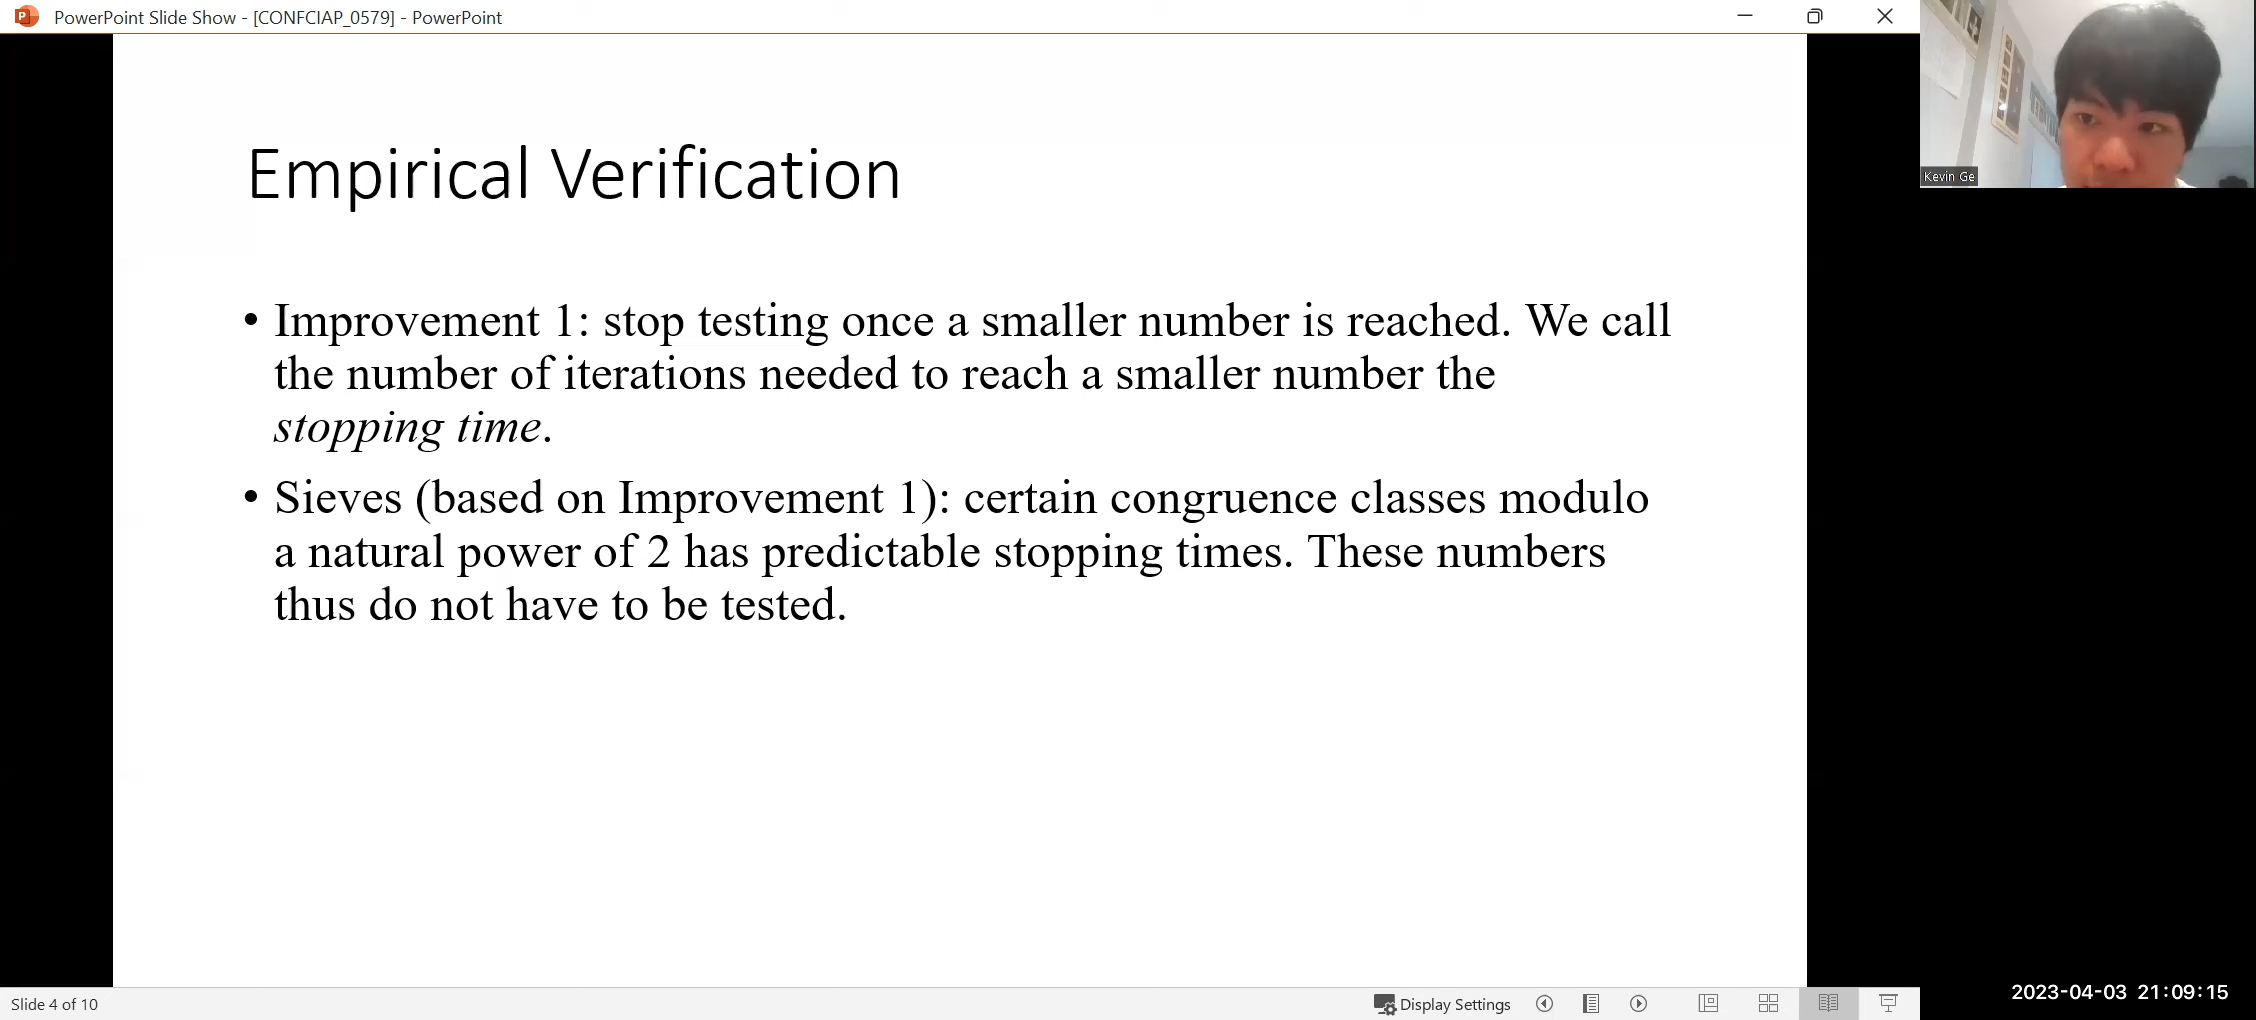 PowerPoint Slide Show - [CONFCIAP_0579] - PowerPoint
Kevin Ge
Empirical Verification
• Improvement 1: stop testing once a smaller number is reached. We call
the number of iterations needed to reach a smaller number the
stopping time.
• Sieves (based on Improvement 1): certain congruence classes modulo
a natural power of 2 has predictable stopping times. These numbers
thus do not have to be tested.
Slide 4 of 10
Display Settings
2023-04-03 21:09:15